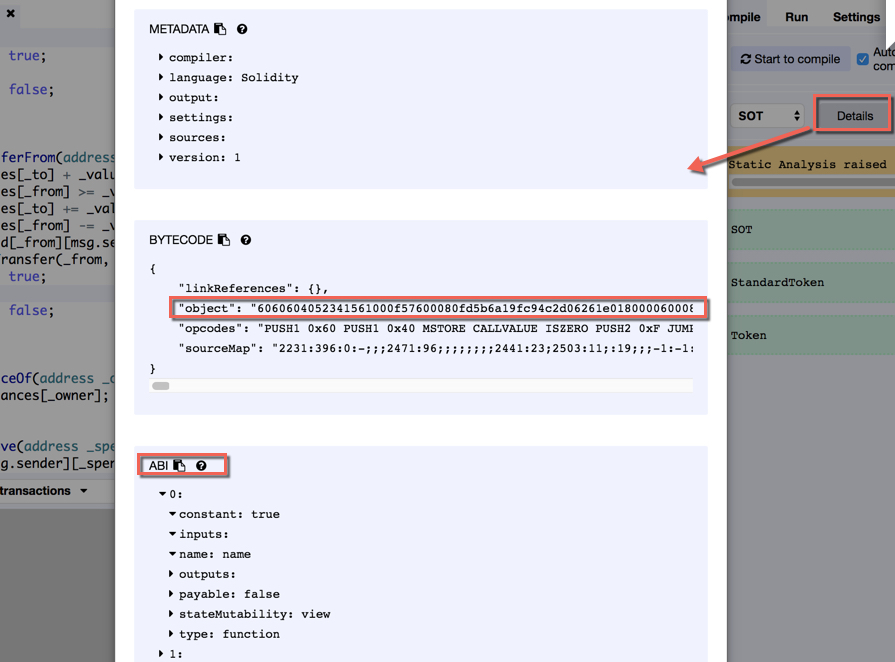 true;
false;
ferFrom(address
es[_to] + _valu
es[_from] >= _v
es[_to] += _val
es[_from] -= _v
d[_from][msg.se
ransfer(_from,
true;
false;
ceOf(address _o
ances[_owner];
ve(address _spe
g.sender][_spen
transactions
METADATA
compiler:
language: Solidity
output:
settings:
sources:
version: 1
BYTECODE
{
"linkReferences": {},
"object": "6060604052341561000f57600080fd5b6a19fc94c2d06261e018000060008
"opcodes": "PUSH1 0x60 PUSH1 0x40 MSTORE CALLVALUE ISZERO PUSH2 0xF JUMP
"sourceMap": "2231:396:0:-;;;2471:96;;;;;;;;2441:23;2503:11;:19;;;-1:-1:
}
ABI
0:
constant: true
inputs:
name: name
outputs:
payable: false
stateMutability: view
type: function
1:
mpile Run Settings
Start to compile
Auto
com
SOT
Details
Static Analysis raised
SOT
StandardToken
Token